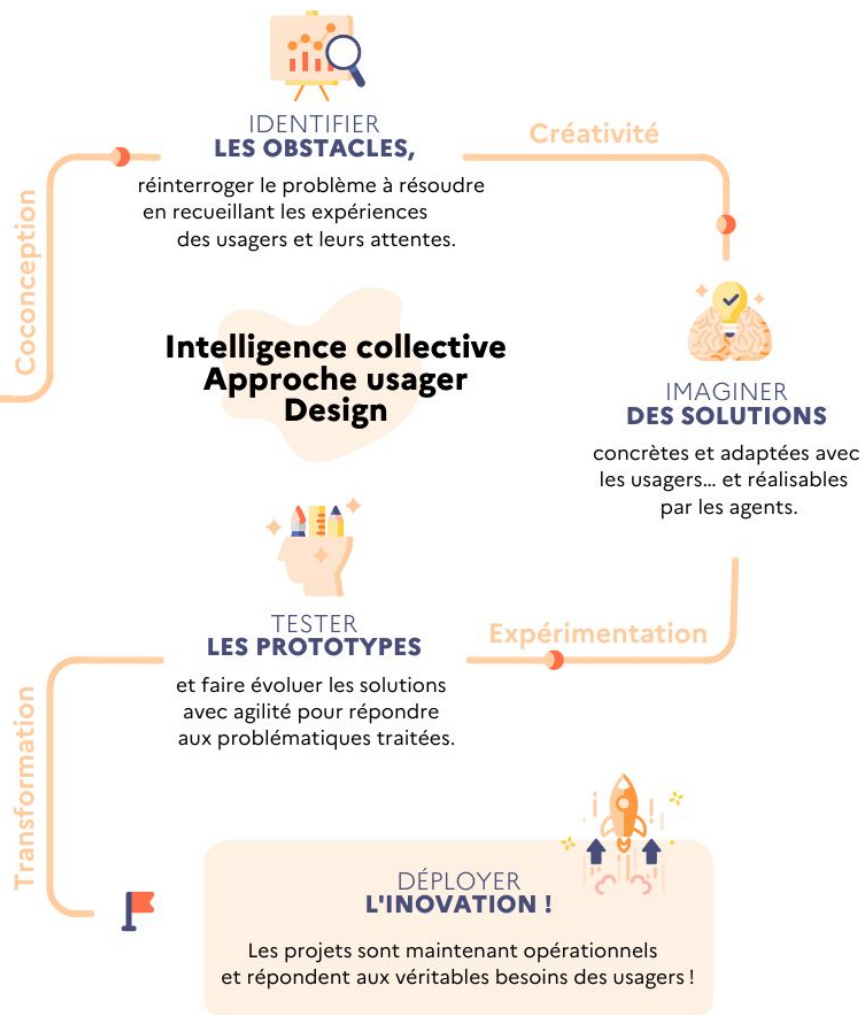 IDENTIFIER
LES OBSTACLES,
réinterroger le problème à résoudre
en recueillant les expériences
des usagers et leurs attentes.
Coconception
Créativité
Intelligence collective
Approche usager
Design
IMAGINER
DES SOLUTIONS
concrètes et adaptées avec
les usagers... et réalisables
par les agents.
Expérimentation
TESTER
LES PROTOTYPES
et faire évoluer les solutions
avec agilité pour répondre
aux problématiques traitées.
Transformation
DÉPLOYER
L'INOVATION !
Les projets sont maintenant opérationnels
et répondent aux véritables besoins des usagers !